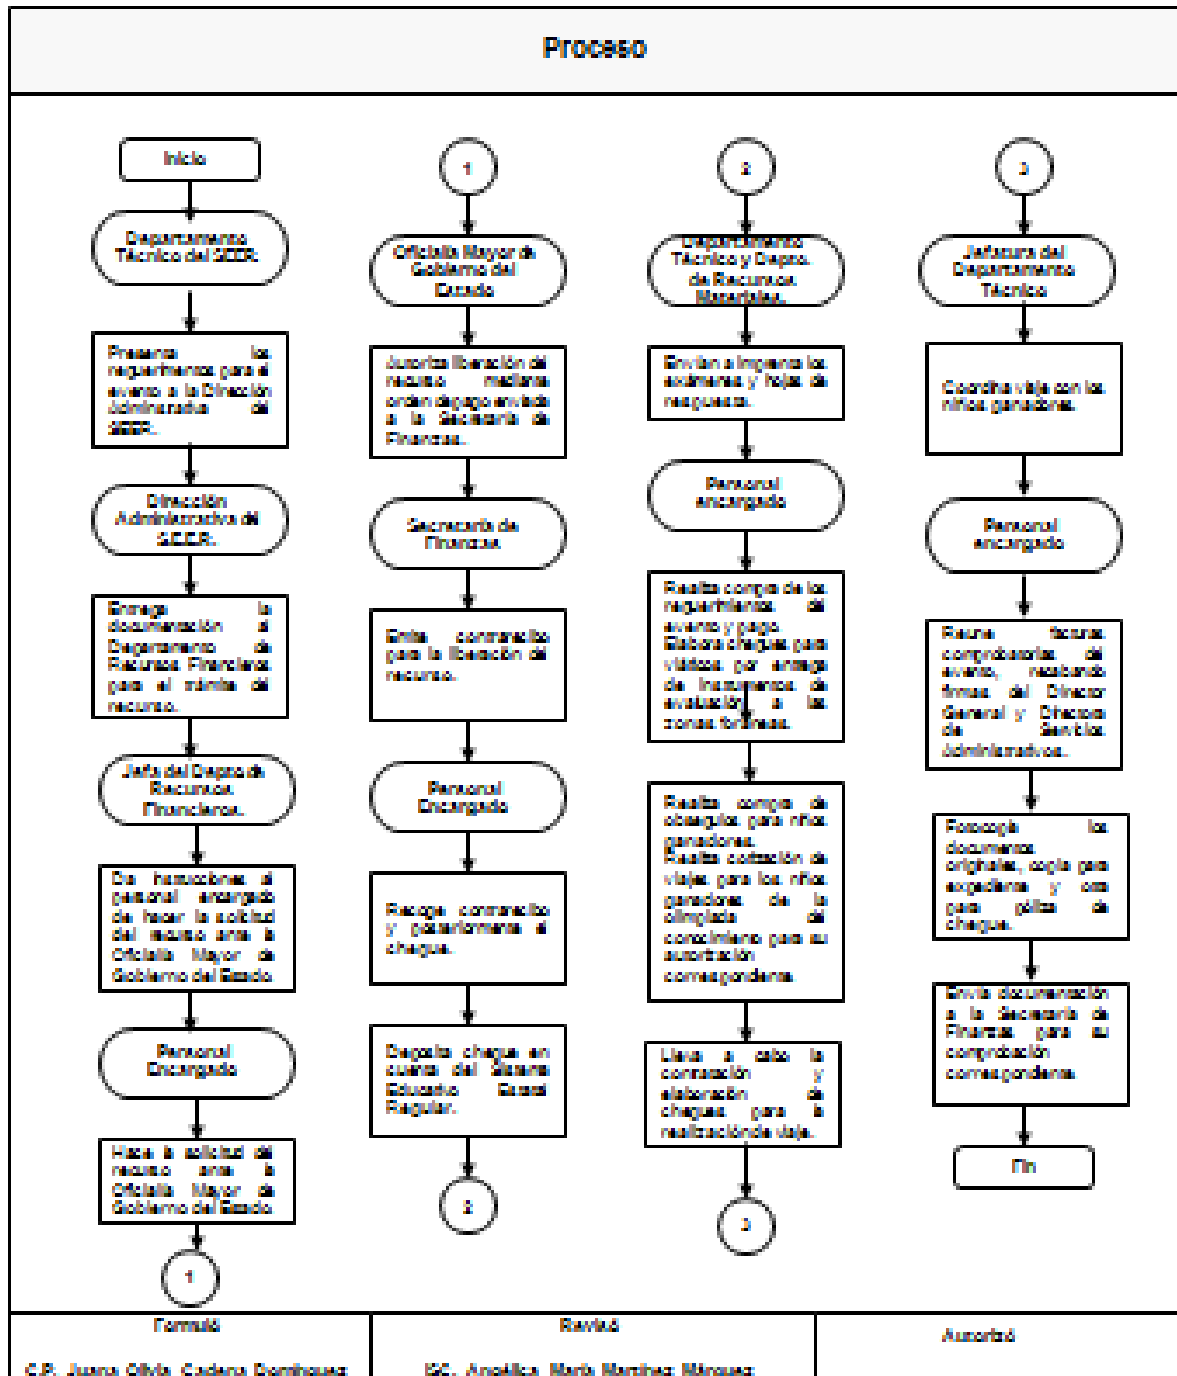 Proceso
Inicio
Departamento
Técnico del SEER
Presenta los
requerimientos para el
evento a la Dirección
Administrativa del
SEER.
Dirección
Administrativa del
S.E.E.R.
Entrega la
documentación al
Departamento de
Recursos Financieros
para el trámite del
recurso.
Jefa del Depto de
Recursos
Financieros.
Da instrucciones al
personal encargado
de hacer la solicitud
del recurso ante la
Oficialía Mayor de
Gobierno del Estado
Personal
Encargado
Hace la solicitud del
recurso ante la
Oficialía Mayor de
Gobierno del Estado
1
1
Oficialía Mayor de
Gobierno del
Estado
Autoriza liberación del
recurso mediante
orden de pago enviada
a la Secretaría de
Finanzas.
Secretaría de
Finanzas
Emite contrarecibo
para la liberación del
recurso.
Personal
Encargado
Recoge contrarecibo
y posteriormente el
cheque.
Deposita cheque en
cuenta del Sistema
Educativo Estatal
Regular.
2
2
Departamento
Técnico y Depto.
de Recursos
Materiales.
Envían a imprenta los
exámenes y hojas de
respuesta.
Personal
encargado
Realiza compra de los
requerimientos del
evento y pago.
Elabora cheques para
viáticos por entrega
de instrumentos de
evaluación, a las
zonas foráneas.
Realiza compra de
obsequios para niños
ganadores.
Realiza cotización de
viajes para los niños
ganadores de la
olimpiada del
conocimiento para su
autorización
correspondiente
Lleva a cabo la
contratación y
elaboración de
cheques para la
realización de viaje.
3
3
Jefatura del
Departamento
Técnico
Coordina viaje con los
niños ganadores
Personal
encargado
Reúne facturas
comprobatorias del
evento, recabando
firmas del Director
General y Directora
de Servicios
Administrativos.
Fotocopia los
documentos
originales, copia para
expediente y otra
para póliza de
cheque.
Envía documentación
a la Secretaría de
Finanzas para su
comprobación
correspondiente
Fin
Formuló
C.P. Juana Olivia Cadena Domínguez
Revisó
ISC. Angélica María Martínez Márquez
Autorizó